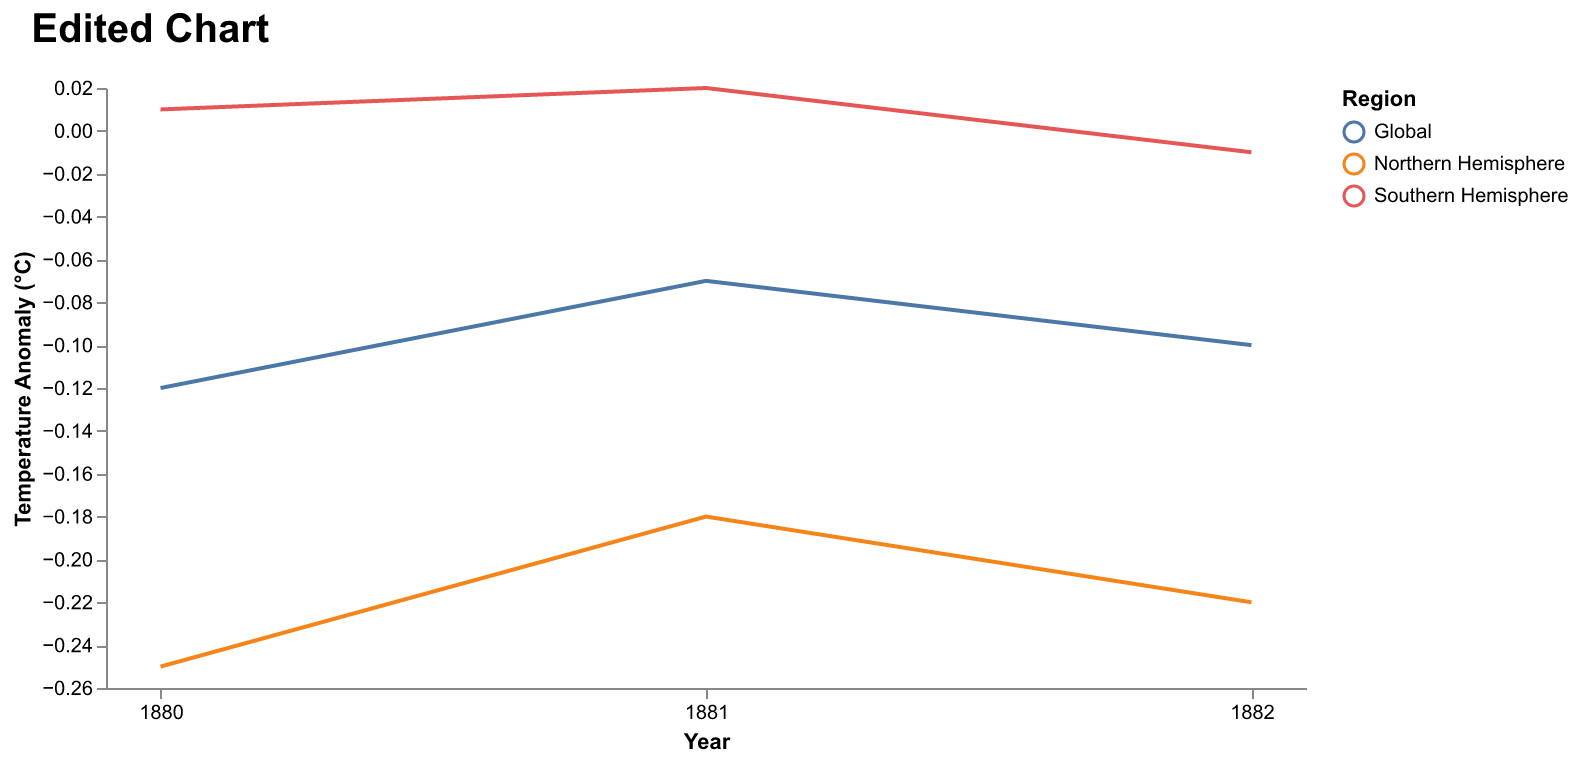 Edited Chart
0.02
0.00
−0.02
−0.04
−0.06
−0.08
−0.10
−0.12
−0.14
−0.16
−0.18
−0.20
−0.22
−0.24
−0.26
Temperature Anomaly (°C)
1880
1881
1882
Year
Region
Global
Northern Hemisphere
Southern Hemisphere